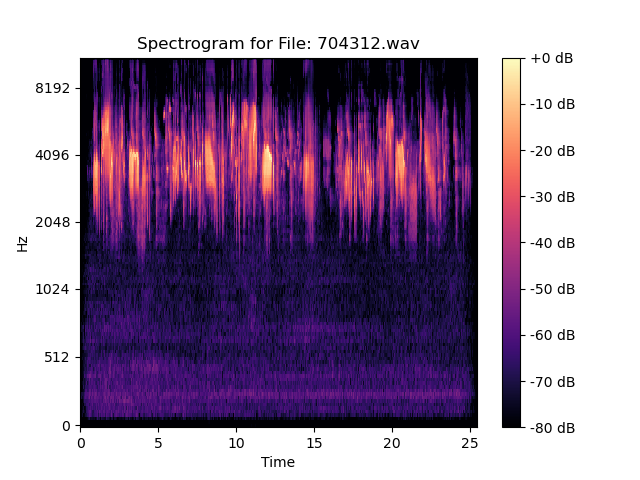 Spectrogram for File: 704312.wav
8192
4096
2048
1024
512
0
Hz
0 5 10 15 20 25
Time
+0 dB
-10 dB
-20 dB
-30 dB
-40 dB
-50 dB
-60 dB
-70 dB
-80 dB